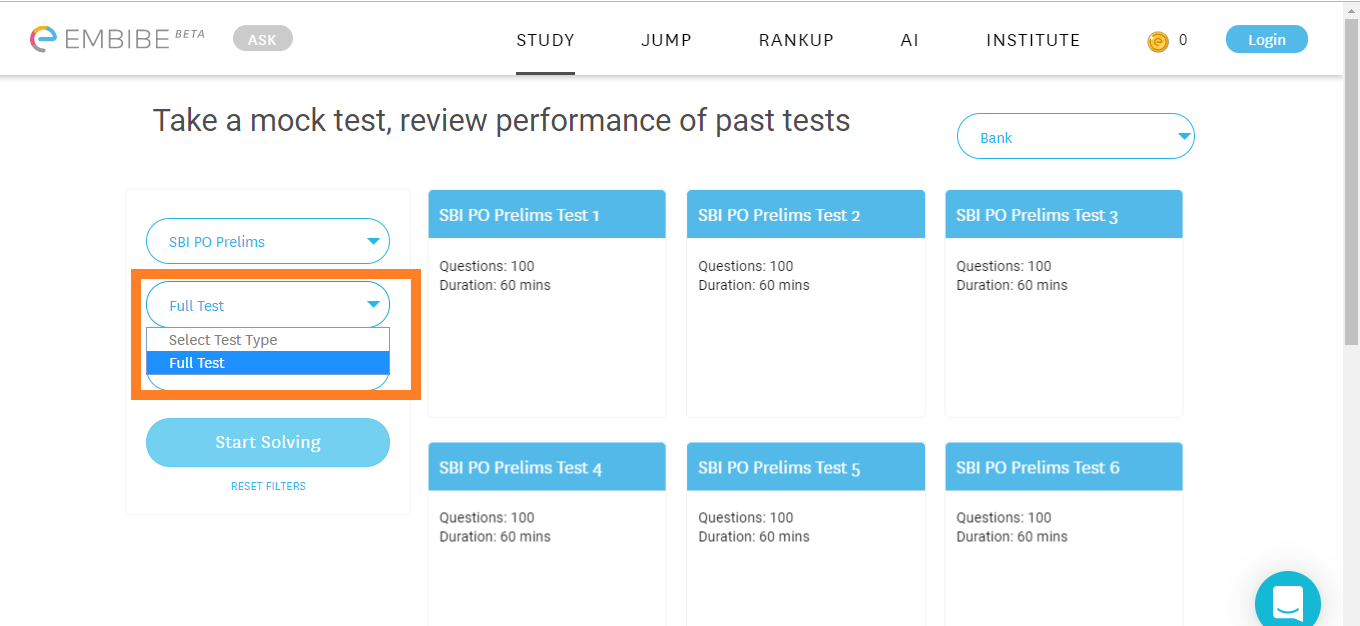 EMBIBE BETA
ASK
STUDY
JUMP
RANKUP
AI
INSTITUTE
0
Login
Take a mock test, review performance of past tests
Bank
SBI PO Prelims
Full Test
Select Test Type
Full Test
Start Solving
RESET FILTERS
SBI PO Prelims Test 1
Questions: 100
Duration: 60 mins
SBI PO Prelims Test 2
Questions: 100
Duration: 60 mins
SBI PO Prelims Test 3
Questions: 100
Duration: 60 mins
SBI PO Prelims Test 4
Questions: 100
Duration: 60 mins
SBI PO Prelims Test 5
Questions: 100
Duration: 60 mins
SBI PO Prelims Test 6
Questions: 100
Duration: 60 mins